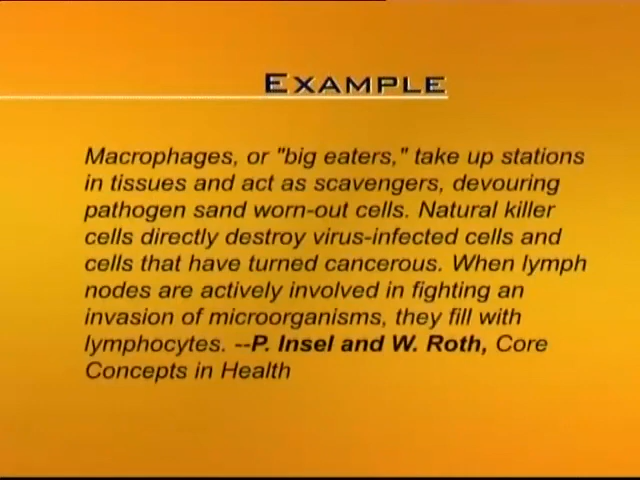 EXAMPLE
Macrophages, or "big eaters," take up stations
in tissues and act as scavengers, devouring
pathogen sand worn-out cells. Natural killer
cells directly destroy virus-infected cells and
cells that have turned cancerous. When lymph
nodes are actively involved in fighting an
invasion of microorganisms, they fill with
lymphocytes. --P. Insel and W. Roth, Core
Concepts in Health